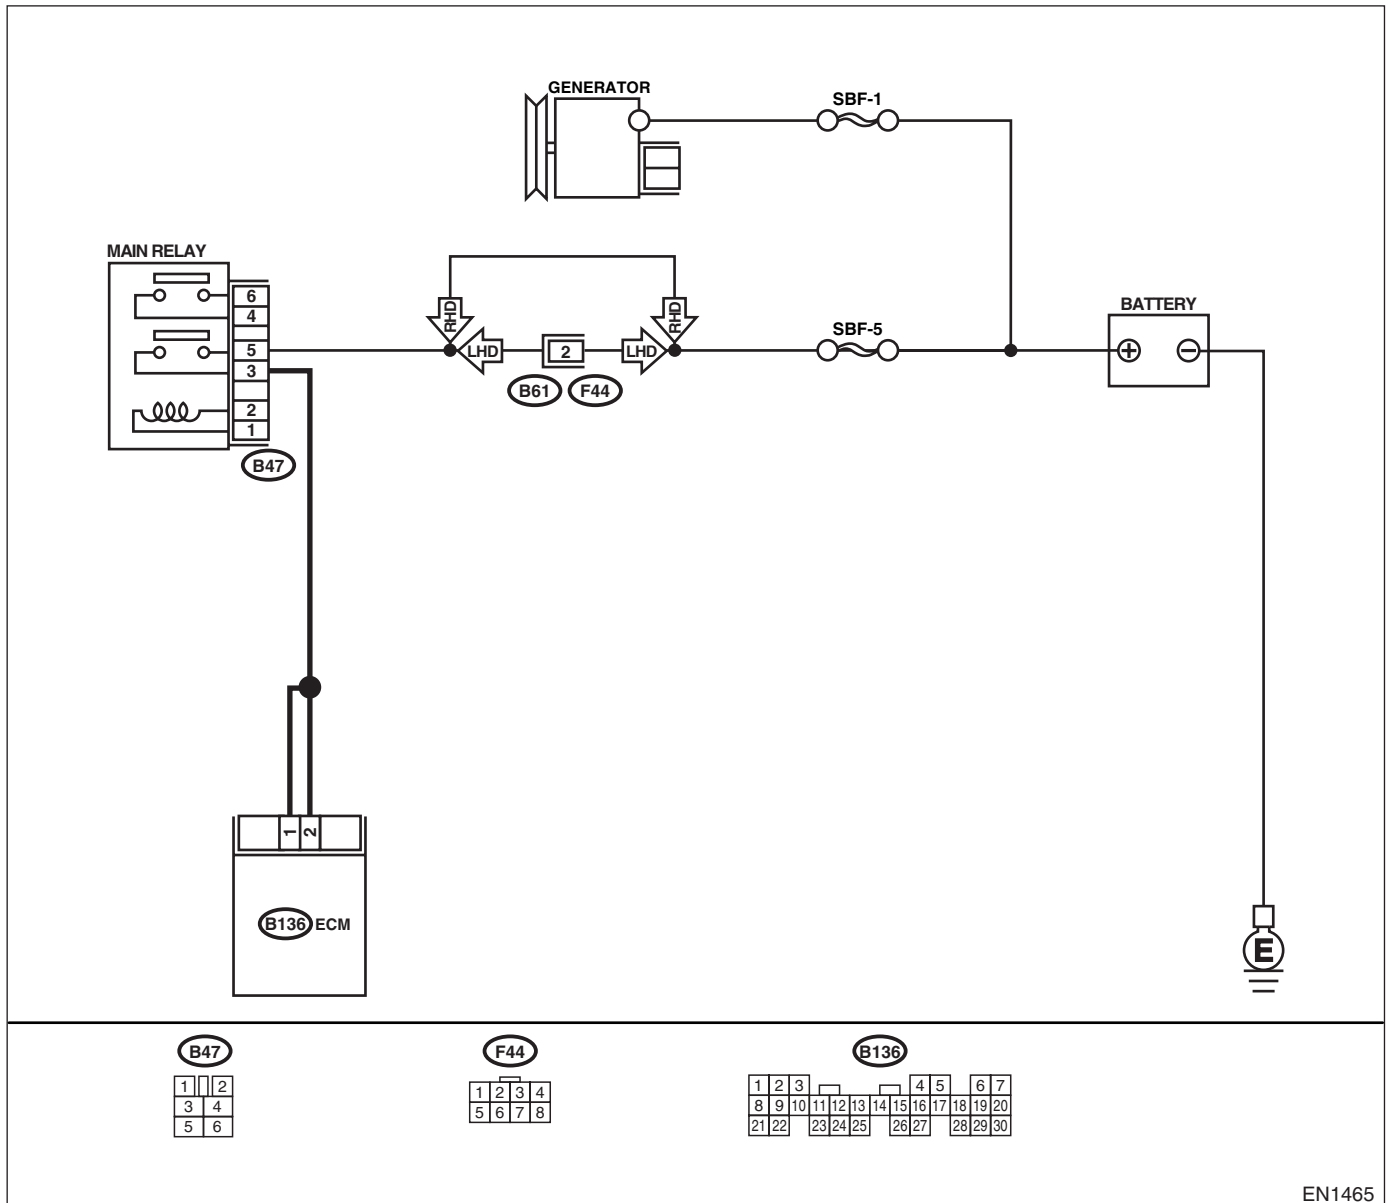 GENERATOR
SBF-1
MAIN RELAY
6
4
5
3
2
1
B47
RHD
RHD
LHD
2
LHD
B61
F44
SBF-5
BATTERY
+
−
1
2
B136 ECM
E
B47
1 2
3 4
5 6
F44
1 2 3 4
5 6 7 8
B136
1 2 3 4 5 6 7
8 9 10 11 12 13 14 15 16 17 18 19 20
21 22 23 24 25 26 27 28 29 30
EN1465